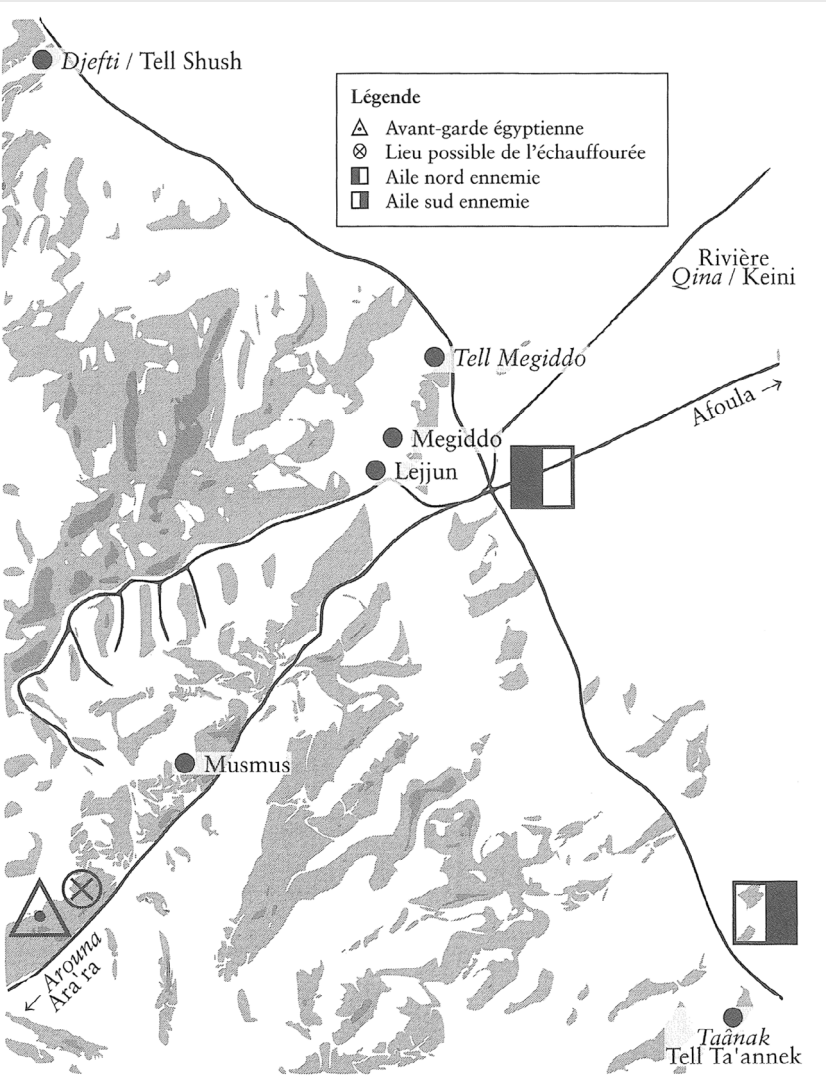 Djefti / Tell Shush
Légende
Avant-garde égyptienne
Lieu possible de l'échauffourée
Aile nord ennemie
Aile sud ennemie
Rivière
Qina / Keini
Tell Megiddo
Afoula →
Megiddo
Lejjun
Musmus
← Arouna
Ara'ra
Taânak
Tell Ta'annek